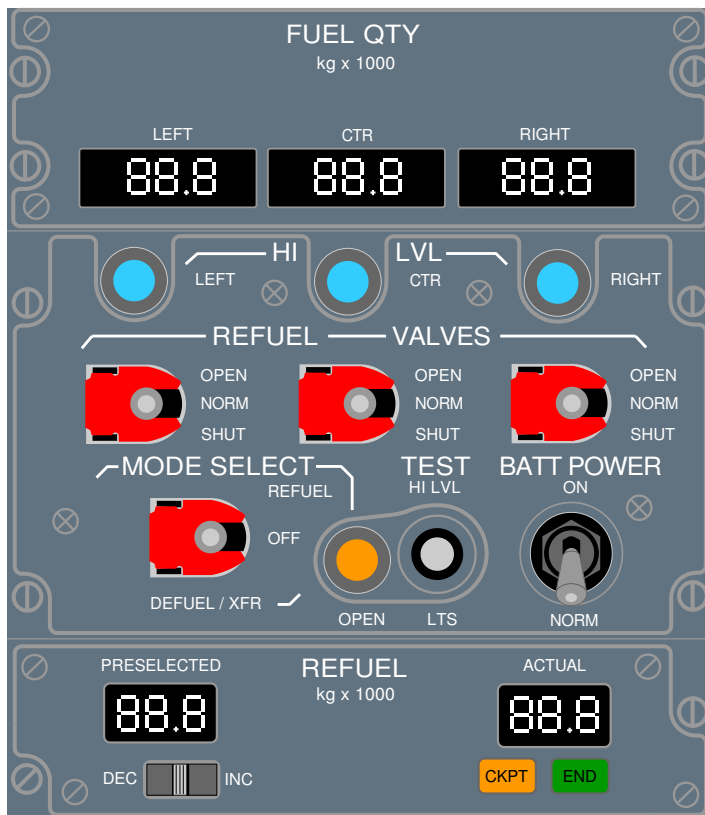 FUEL QTY
kg x 1000
LEFT CTR RIGHT
88.8 88.8 88.8
HI LVL
LEFT CTR RIGHT
REFUEL VALVES
OPEN OPEN OPEN
NORM NORM NORM
SHUT SHUT SHUT
MODE SELECT TEST BATT POWER
REFUEL HI LVL ON
OFF
DEFUEL / XFR
OPEN LTS NORM
PRESELECTED REFUEL ACTUAL
kg x 1000
88.8 88.8
DEC INC CKPT END